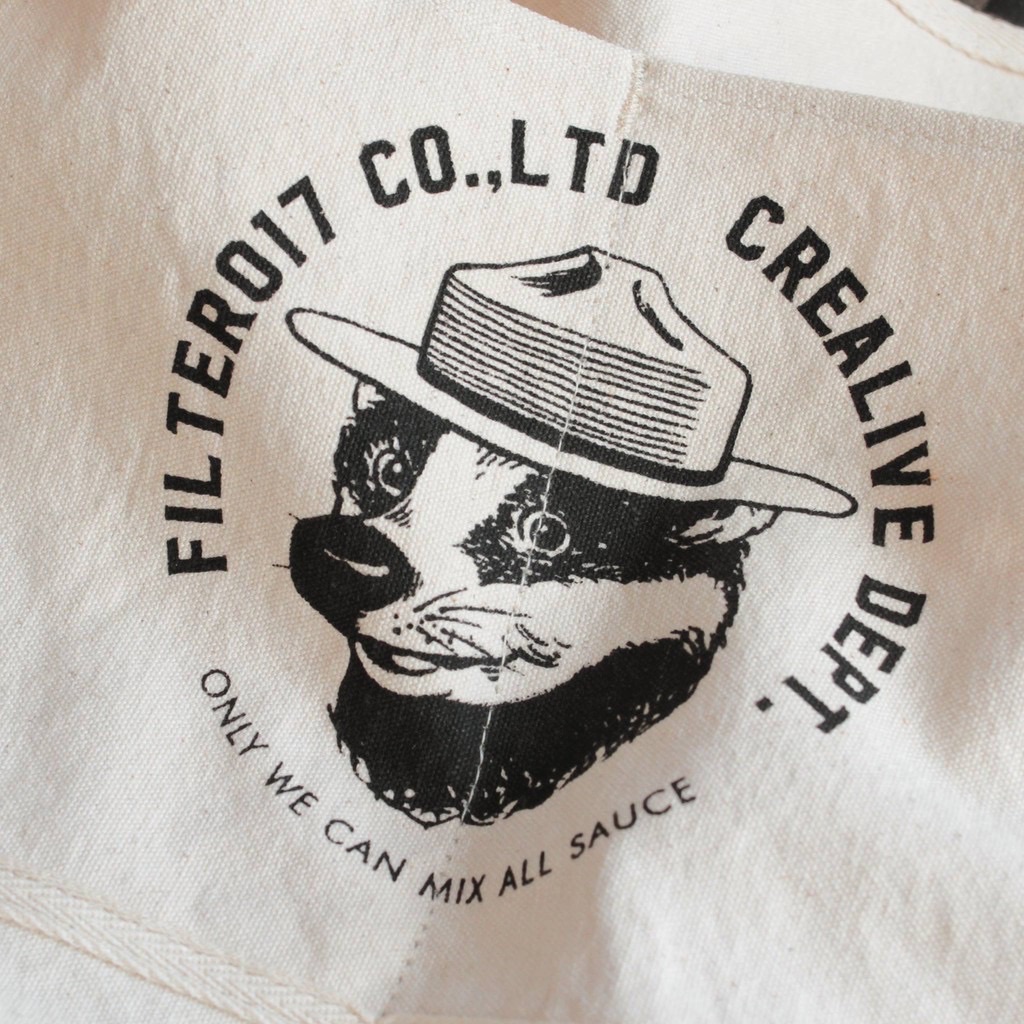 FILTER017 CO.,LTD CREALIVE DEPT.
ONLY WE CAN MIX ALL SAUCE